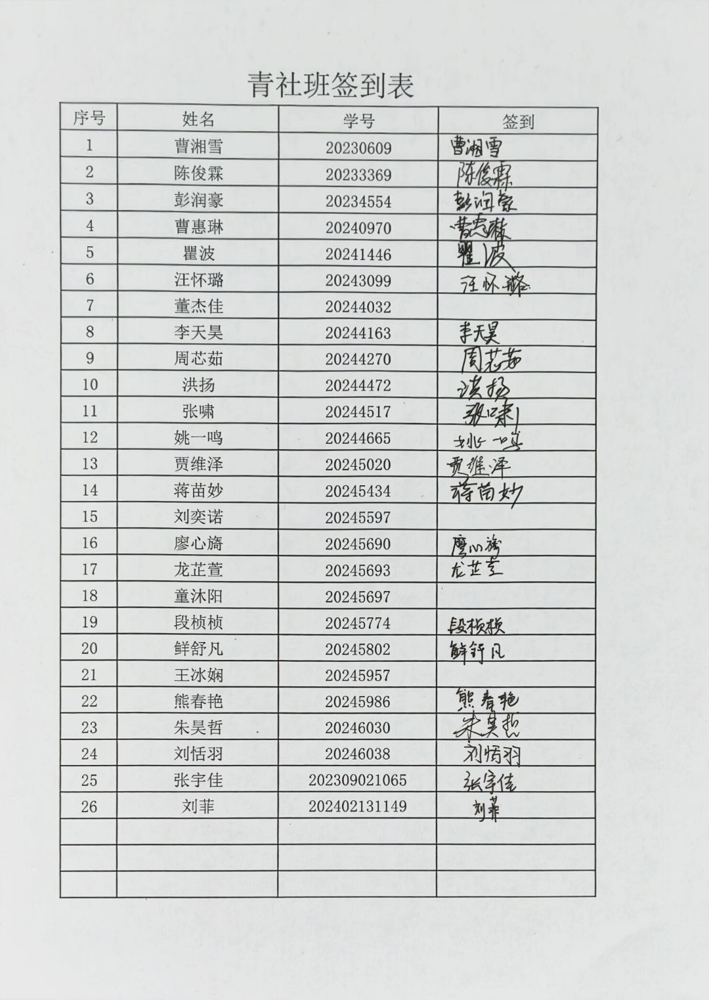 青社班签到表
序号 姓名 学号 签到
1 曹湘雪 20230609 曹湘雪
2 陈俊霖 20233369 陈俊霖
3 彭润豪 20234554 彭润豪
4 曹惠琳 20240970 曹惠琳
5 瞿波 20241446 瞿波
6 汪怀璐 20243099 汪怀璐
7 董杰佳 20244032
8 李天昊 20244163 李天昊
9 周芯茹 20244270 周芯茹
10 洪扬 20244472 洪扬
11 张啸 20244517 张啸
12 姚一鸣 20244665 姚一鸣
13 贾维泽 20245020 贾维泽
14 蒋苗妙 20245434 蒋苗妙
15 刘奕诺 20245597
16 廖心旖 20245690 廖心旖
17 龙芷萱 20245693 龙芷萱
18 童沐阳 20245697
19 段桢桢 20245774 段桢桢
20 鲜舒凡 20245802 鲜舒凡
21 王冰娴 20245957
22 熊春艳 20245986 熊春艳
23 朱昊哲 20246030 朱昊哲
24 刘恬羽 20246038 刘恬羽
25 张宇佳 202309021065 张宇佳
26 刘菲 202402131149 刘菲